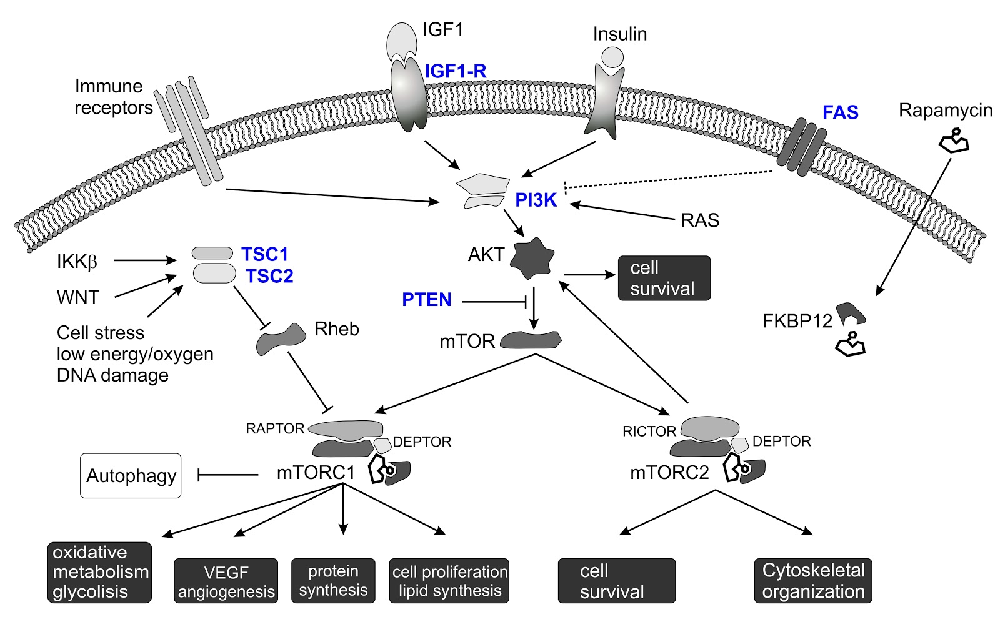 IGF1
Insulin
IGF1-R
Immune
receptors
FAS
Rapamycin
PI3K
RAS
IKKβ
TSC1
TSC2
AKT
cell
survival
WNT
PTEN
Cell stress
low energy/oxygen
DNA damage
Rheb
mTOR
FKBP12
RAPTOR
DEPTOR
RICTOR
DEPTOR
Autophagy
mTORC1
mTORC2
oxidative
metabolism
glycolisis
VEGF
angiogenesis
protein
synthesis
cell proliferation
lipid synthesis
cell
survival
Cytoskeletal
organization